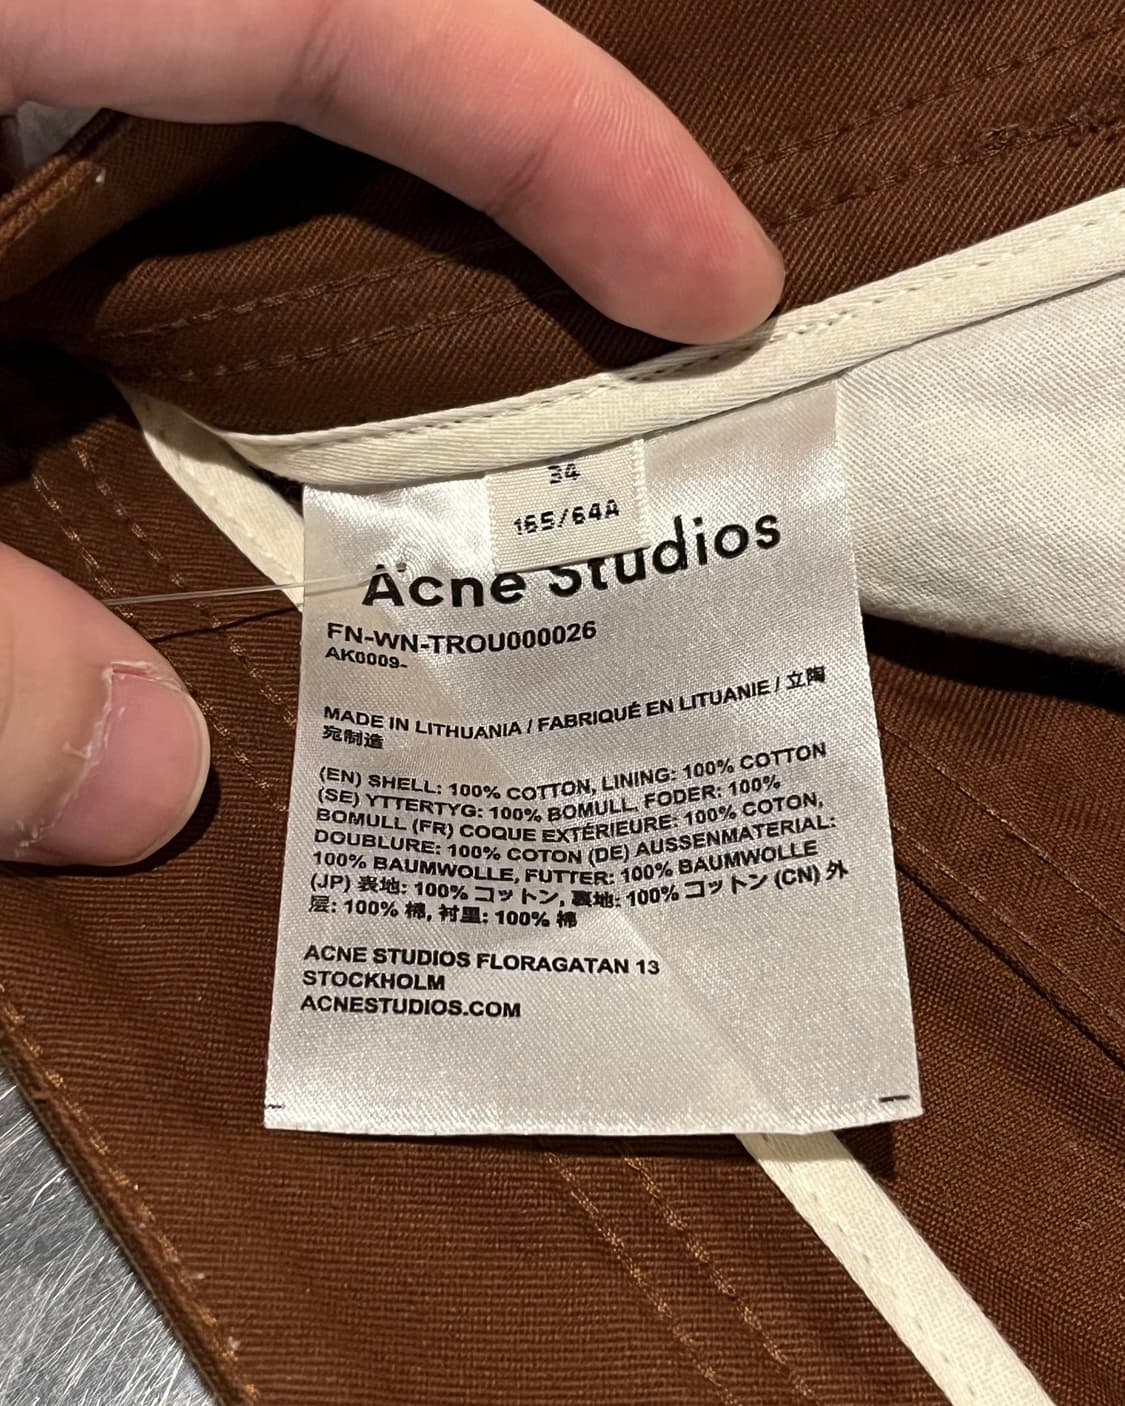 34
165/64A
Acne Studios
FN-WN-TROU000026
AK0009-
MADE IN LITHUANIA / FABRIQUÉ EN LITUANIE / 立陶
宛制造
(EN) SHELL: 100% COTTON, LINING: 100% COTTON
(SE) YTTERTYG: 100% BOMULL, FODER: 100%
BOMULL (FR) COQUE EXTÉRIEURE: 100% COTON,
DOUBLURE: 100% COTON (DE) AUSSENMATERIAL:
100% BAUMWOLLE, FUTTER: 100% BAUMWOLLE
(JP) 表地: 100% コットン, 裏地: 100% コットン (CN) 外
层: 100% 棉, 衬里: 100% 棉
ACNE STUDIOS FLORAGATAN 13
STOCKHOLM
ACNESTUDIOS.COM